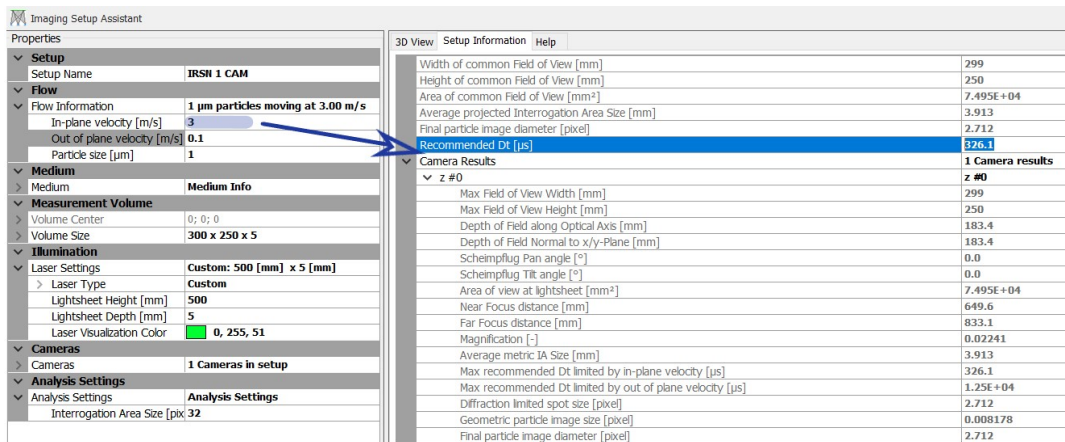 Imaging Setup Assistant
Properties
Setup
Setup Name IRSN 1 CAM
Flow
Flow Information 1 µm particles moving at 3.00 m/s
In-plane velocity [m/s] 3
Out of plane velocity [m/s] 0.1
Particle size [µm] 1
Medium
Medium Medium Info
Measurement Volume
Volume Center 0; 0; 0
Volume Size 300 x 250 x 5
Illumination
Laser Settings Custom: 500 [mm] x 5 [mm]
Laser Type Custom
Lightsheet Height [mm] 500
Lightsheet Depth [mm] 5
Laser Visualization Color 0, 255, 51
Cameras
Cameras 1 Cameras in setup
Analysis Settings
Analysis Settings Analysis Settings
Interrogation Area Size [pix 32
3D View Setup Information Help
Width of common Field of View [mm] 299
Height of common Field of View [mm] 250
Area of common Field of View [mm²] 7.495E+04
Average projected Interrogation Area Size [mm] 3.913
Final particle image diameter [pixel] 2.712
Recommended Dt [µs] 326.1
Camera Results 1 Camera results
z #0 z #0
Max Field of View Width [mm] 299
Max Field of View Height [mm] 250
Depth of Field along Optical Axis [mm] 183.4
Depth of Field Normal to x/y-Plane [mm] 183.4
Scheimpflug Pan angle [°] 0.0
Scheimpflug Tilt angle [°] 0.0
Area of view at lightsheet [mm²] 7.495E+04
Near Focus distance [mm] 649.6
Far Focus distance [mm] 833.1
Magnification [-] 0.02241
Average metric IA Size [mm] 3.913
Max recommended Dt limited by in-plane velocity [µs] 326.1
Max recommended Dt limited by out of plane velocity [µs] 1.25E+04
Diffraction limited spot size [pixel] 2.712
Geometric particle image size [pixel] 0.008178
Final particle image diameter [pixel] 2.712